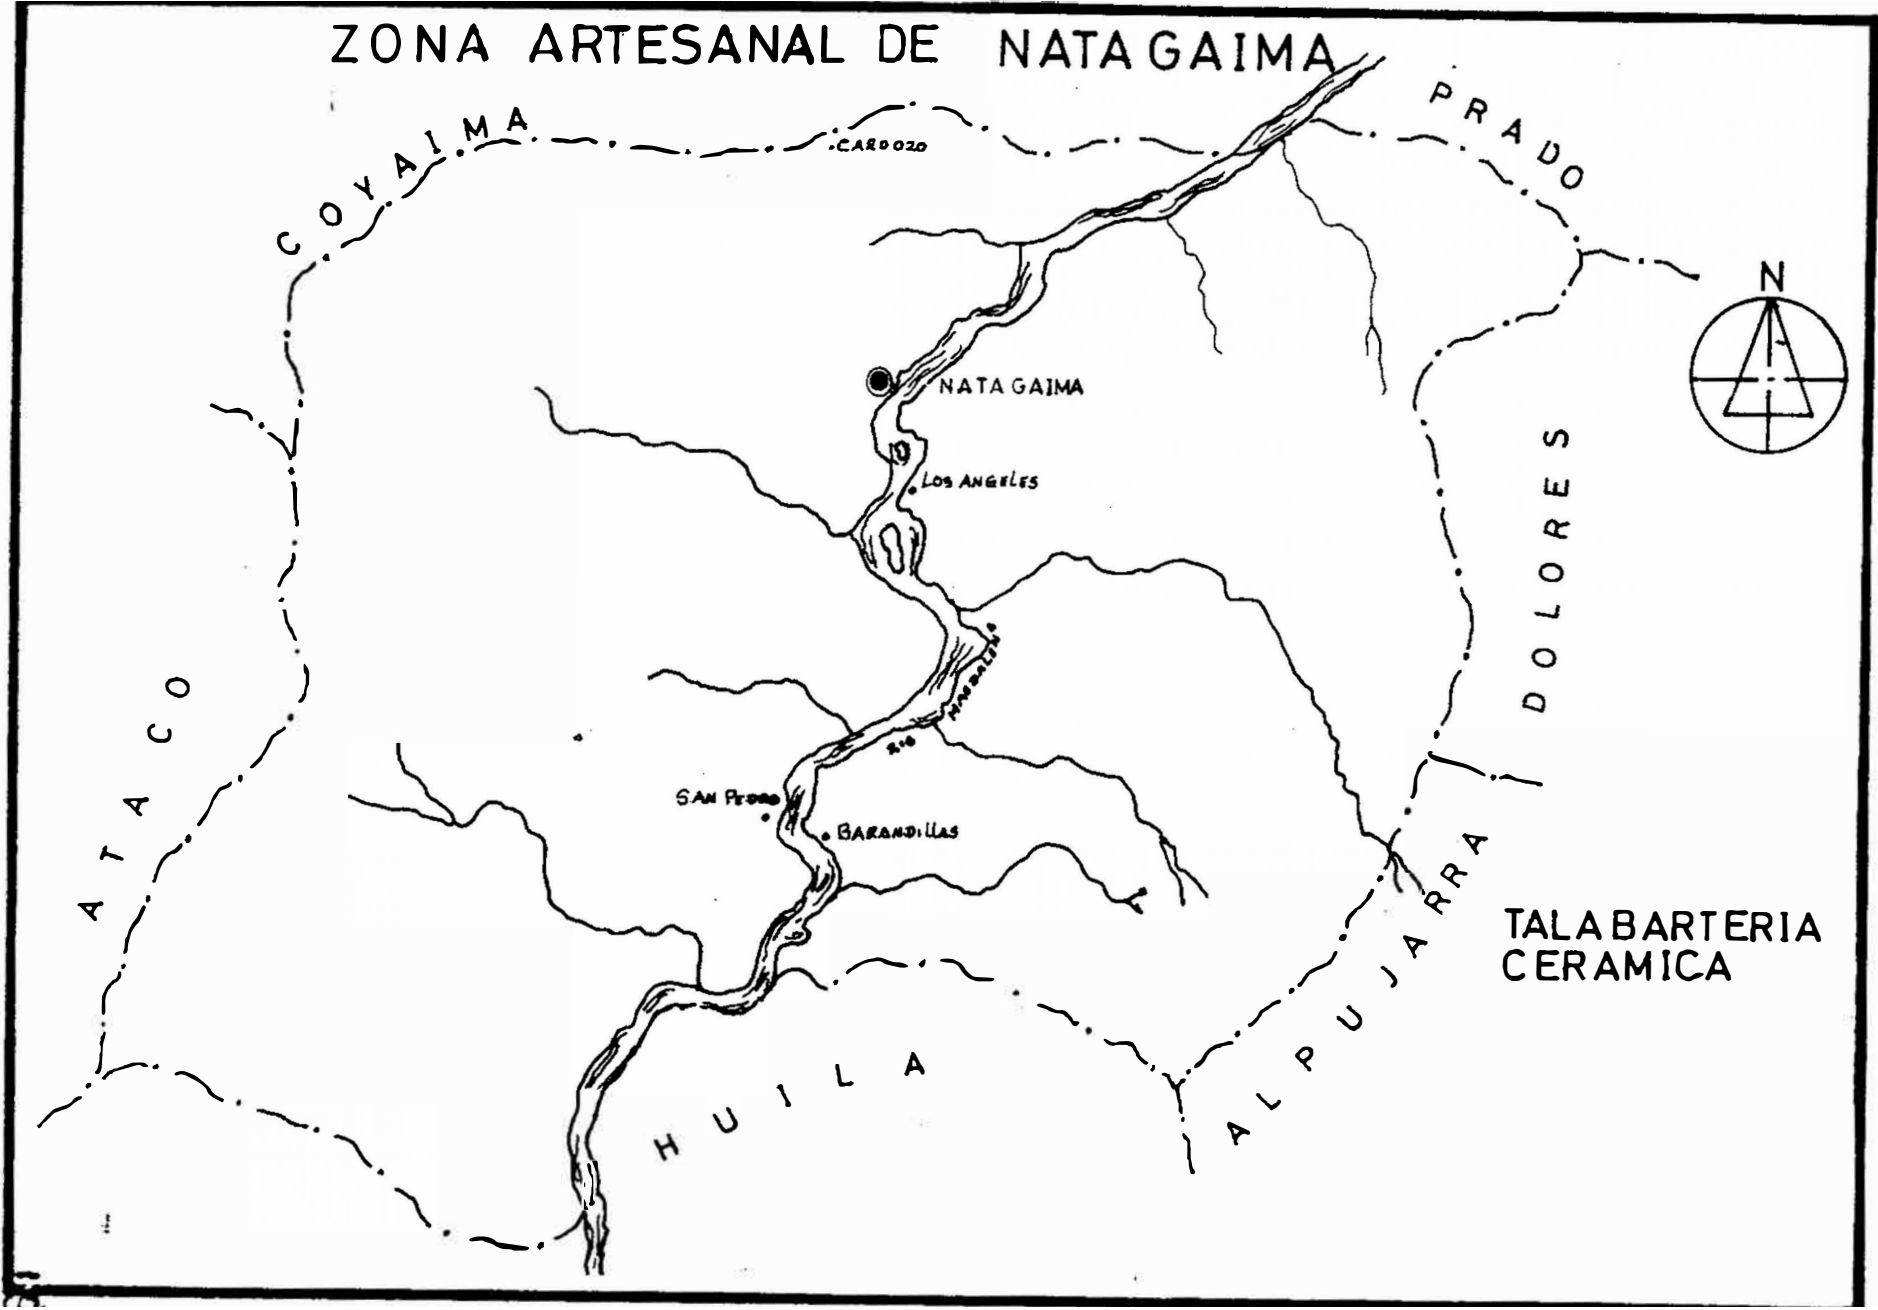 ZONA ARTESANAL DE NATAGAIMA
PRADO
COYAIMA
CARDOZO
N
NATAGAIMA
LOS ANGELES
DOLORES
RIO MAGDALENA
ATACO
SAN PEDRO
BARANDILLAS
ALPUJARRA
TALABARTERIA
CERAMICA
HUILA